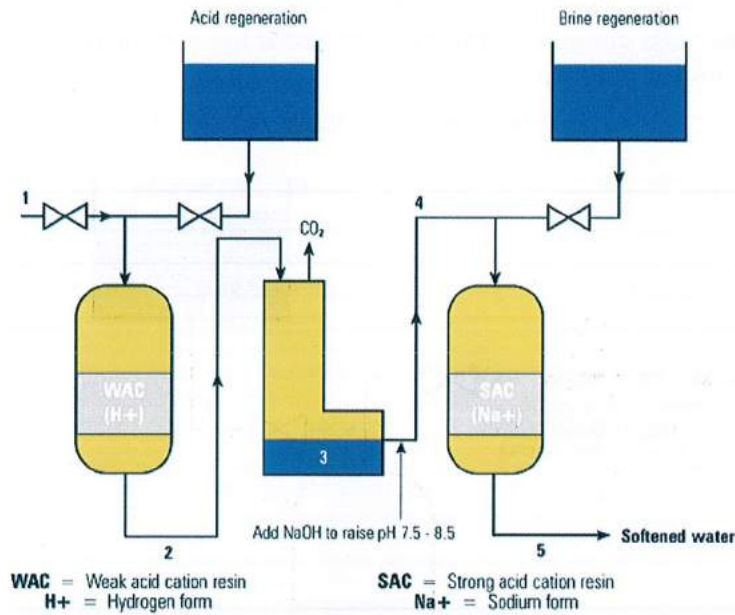 Acid regeneration
Brine regeneration
1
4
CO₂
WAC
(H+)
SAC
(Na+)
3
Add NaOH to raise pH 7.5 - 8.5
2
5
Softened water
WAC = Weak acid cation resin
H+ = Hydrogen form
SAC = Strong acid cation resin
Na+ = Sodium form